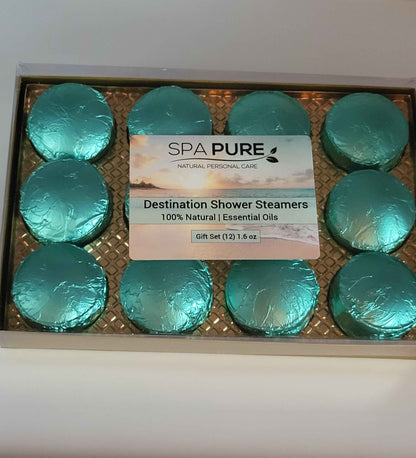 SPA PURE
NATURAL PERSONAL CARE
Destination Shower Steamers
100% Natural | Essential Oils
Gift Set (12) 1.6 oz